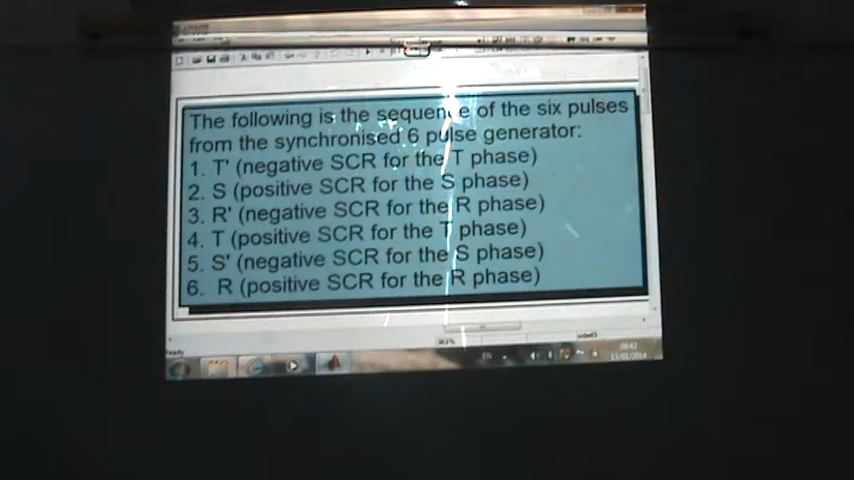 The following is the sequence of the six pulses
from the synchronised 6 pulse generator:
1. T' (negative SCR for the T phase)
2. S (positive SCR for the S phase)
3. R' (negative SCR for the R phase)
4. T (positive SCR for the T phase)
5. S' (negative SCR for the S phase)
6. R (positive SCR for the R phase)
Ready
EN